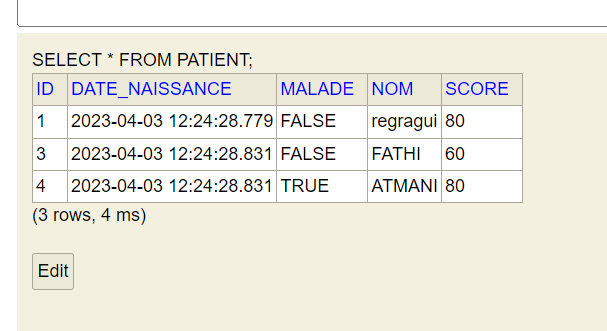 SELECT * FROM PATIENT;
ID DATE_NAISSANCE MALADE NOM SCORE
1 2023-04-03 12:24:28.779 FALSE regragui 80
3 2023-04-03 12:24:28.831 FALSE FATHI 60
4 2023-04-03 12:24:28.831 TRUE ATMANI 80
(3 rows, 4 ms)
Edit